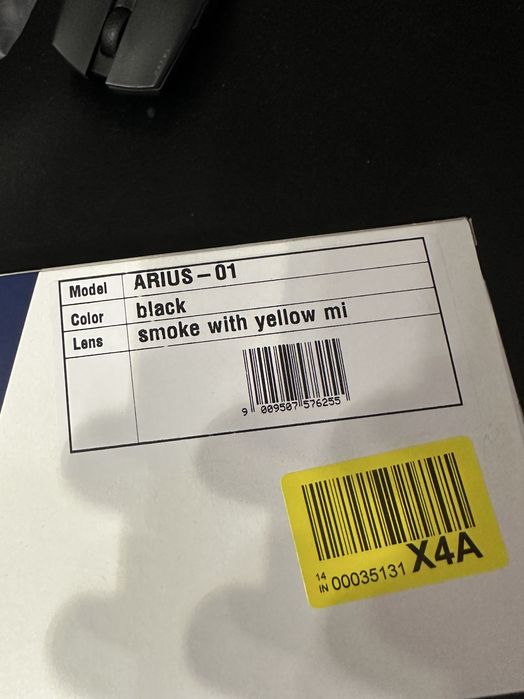 Model ARIUS-01
Color black
Lens smoke with yellow mi
9 009507 576255
14
IN 00035131 X4A